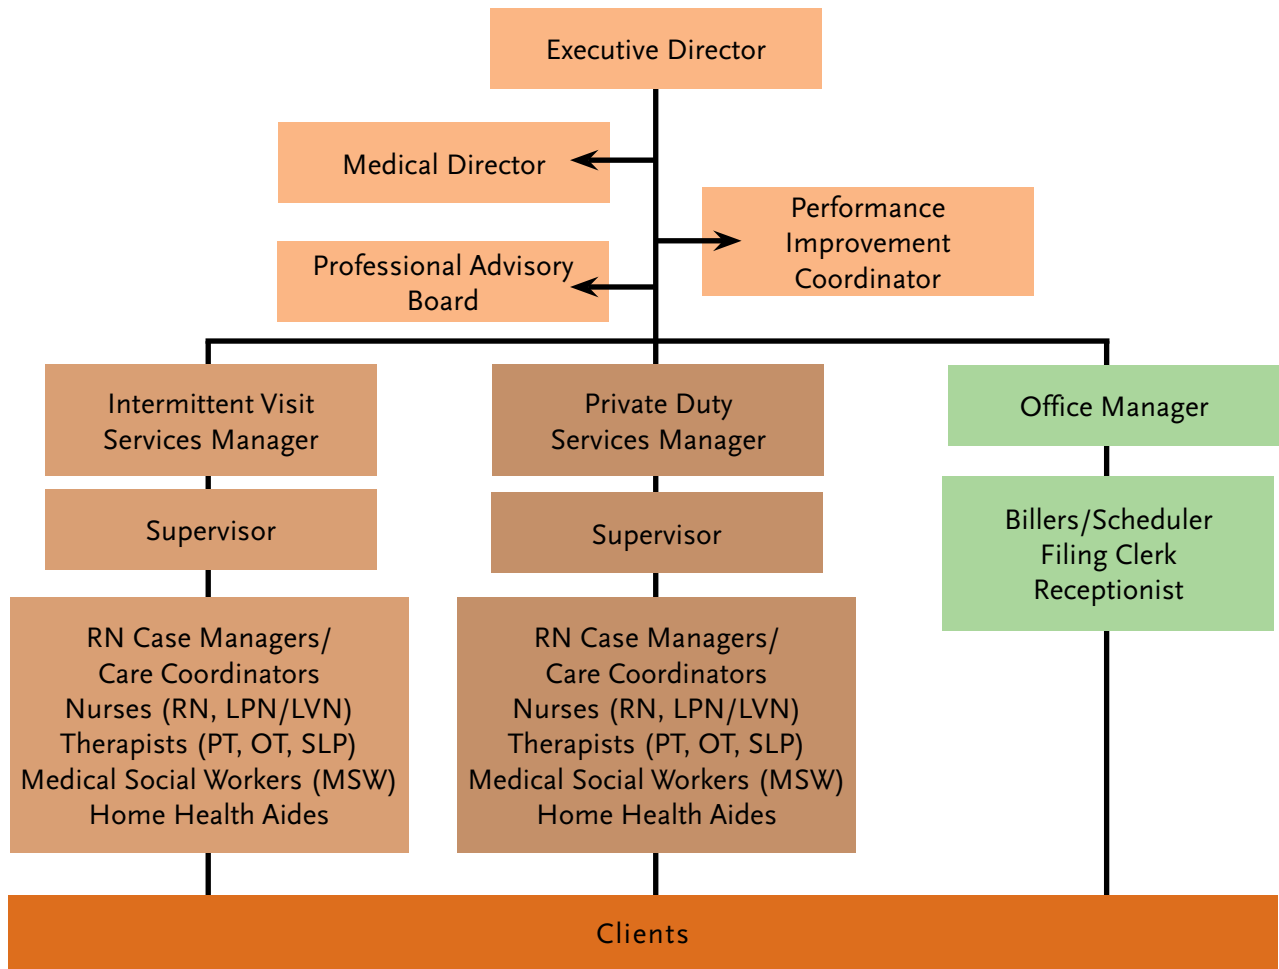 Executive Director
Medical Director
Performance
Improvement
Coordinator
Professional Advisory
Board
Intermittent Visit
Services Manager
Private Duty
Services Manager
Office Manager
Supervisor
Supervisor
Billers/Scheduler
Filing Clerk
Receptionist
RN Case Managers/
Care Coordinators
Nurses (RN, LPN/LVN)
Therapists (PT, OT, SLP)
Medical Social Workers (MSW)
Home Health Aides
RN Case Managers/
Care Coordinators
Nurses (RN, LPN/LVN)
Therapists (PT, OT, SLP)
Medical Social Workers (MSW)
Home Health Aides
Clients